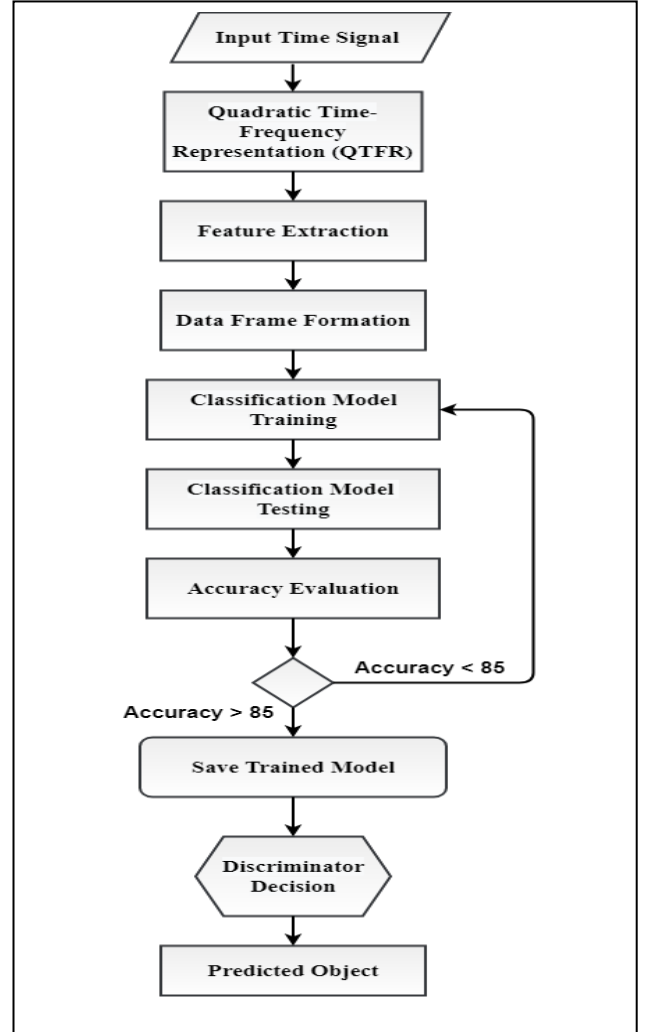 Input Time Signal
Quadratic Time-
Frequency
Representation (QTFR)
Feature Extraction
Data Frame Formation
Classification Model
Training
Classification Model
Testing
Accuracy Evaluation
Accuracy < 85
Accuracy > 85
Save Trained Model
Discriminator
Decision
Predicted Object